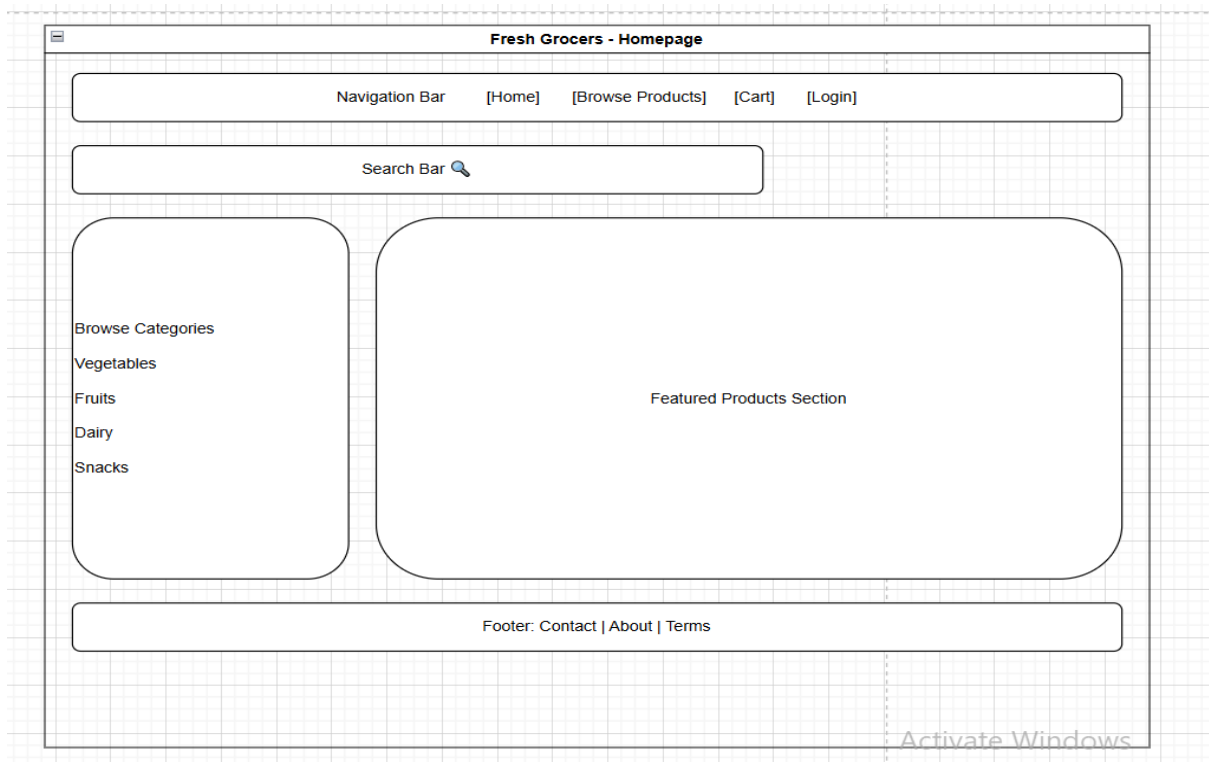 Fresh Grocers - Homepage
Navigation Bar [Home] [Browse Products] [Cart] [Login]
Search Bar 🔍
Browse Categories
Vegetables
Fruits
Dairy
Snacks
Featured Products Section
Footer: Contact | About | Terms
Activate Windows